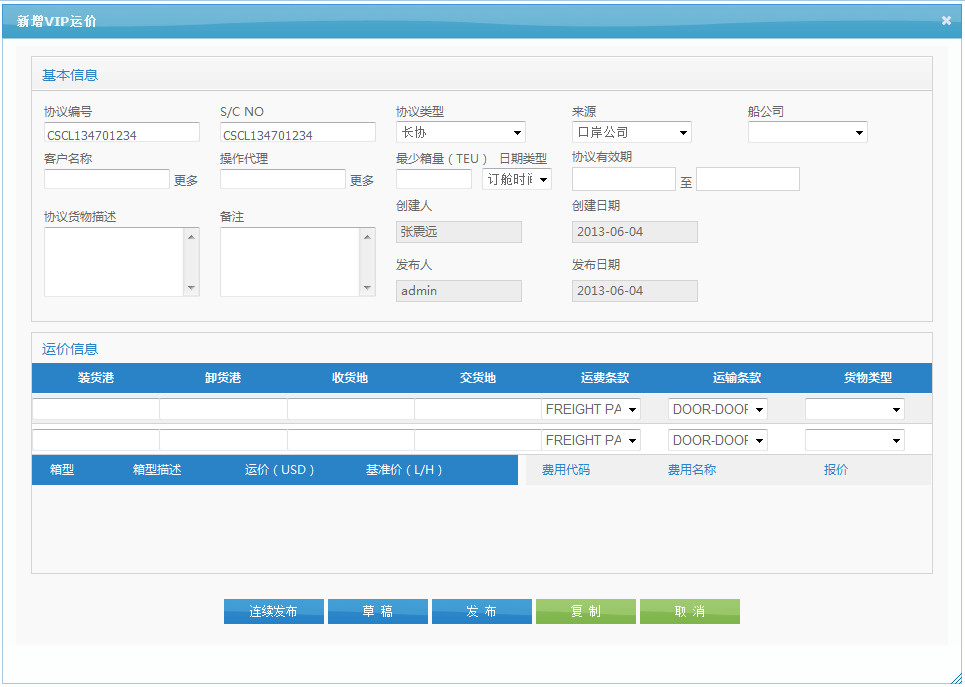 新增VIP运价
基本信息
协议编号 S/C NO 协议类型 来源 船公司
CSCL134701234 CSCL134701234 长协 口岸公司
客户名称 操作代理 最少箱量（TEU） 日期类型 协议有效期
更多 更多 订舱时间 至
协议货物描述 备注 创建人 创建日期
张震远 2013-06-04
发布人 发布日期
admin 2013-06-04
运价信息
装货港 卸货港 收货地 交货地 运费条款 运输条款 货物类型
FREIGHT PA DOOR-DOOF
FREIGHT PA DOOR-DOOF
箱型 箱型描述 运价（USD） 基准价（L/H） 费用代码 费用名称 报价
连续发布 草 稿 发 布 复 制 取 消